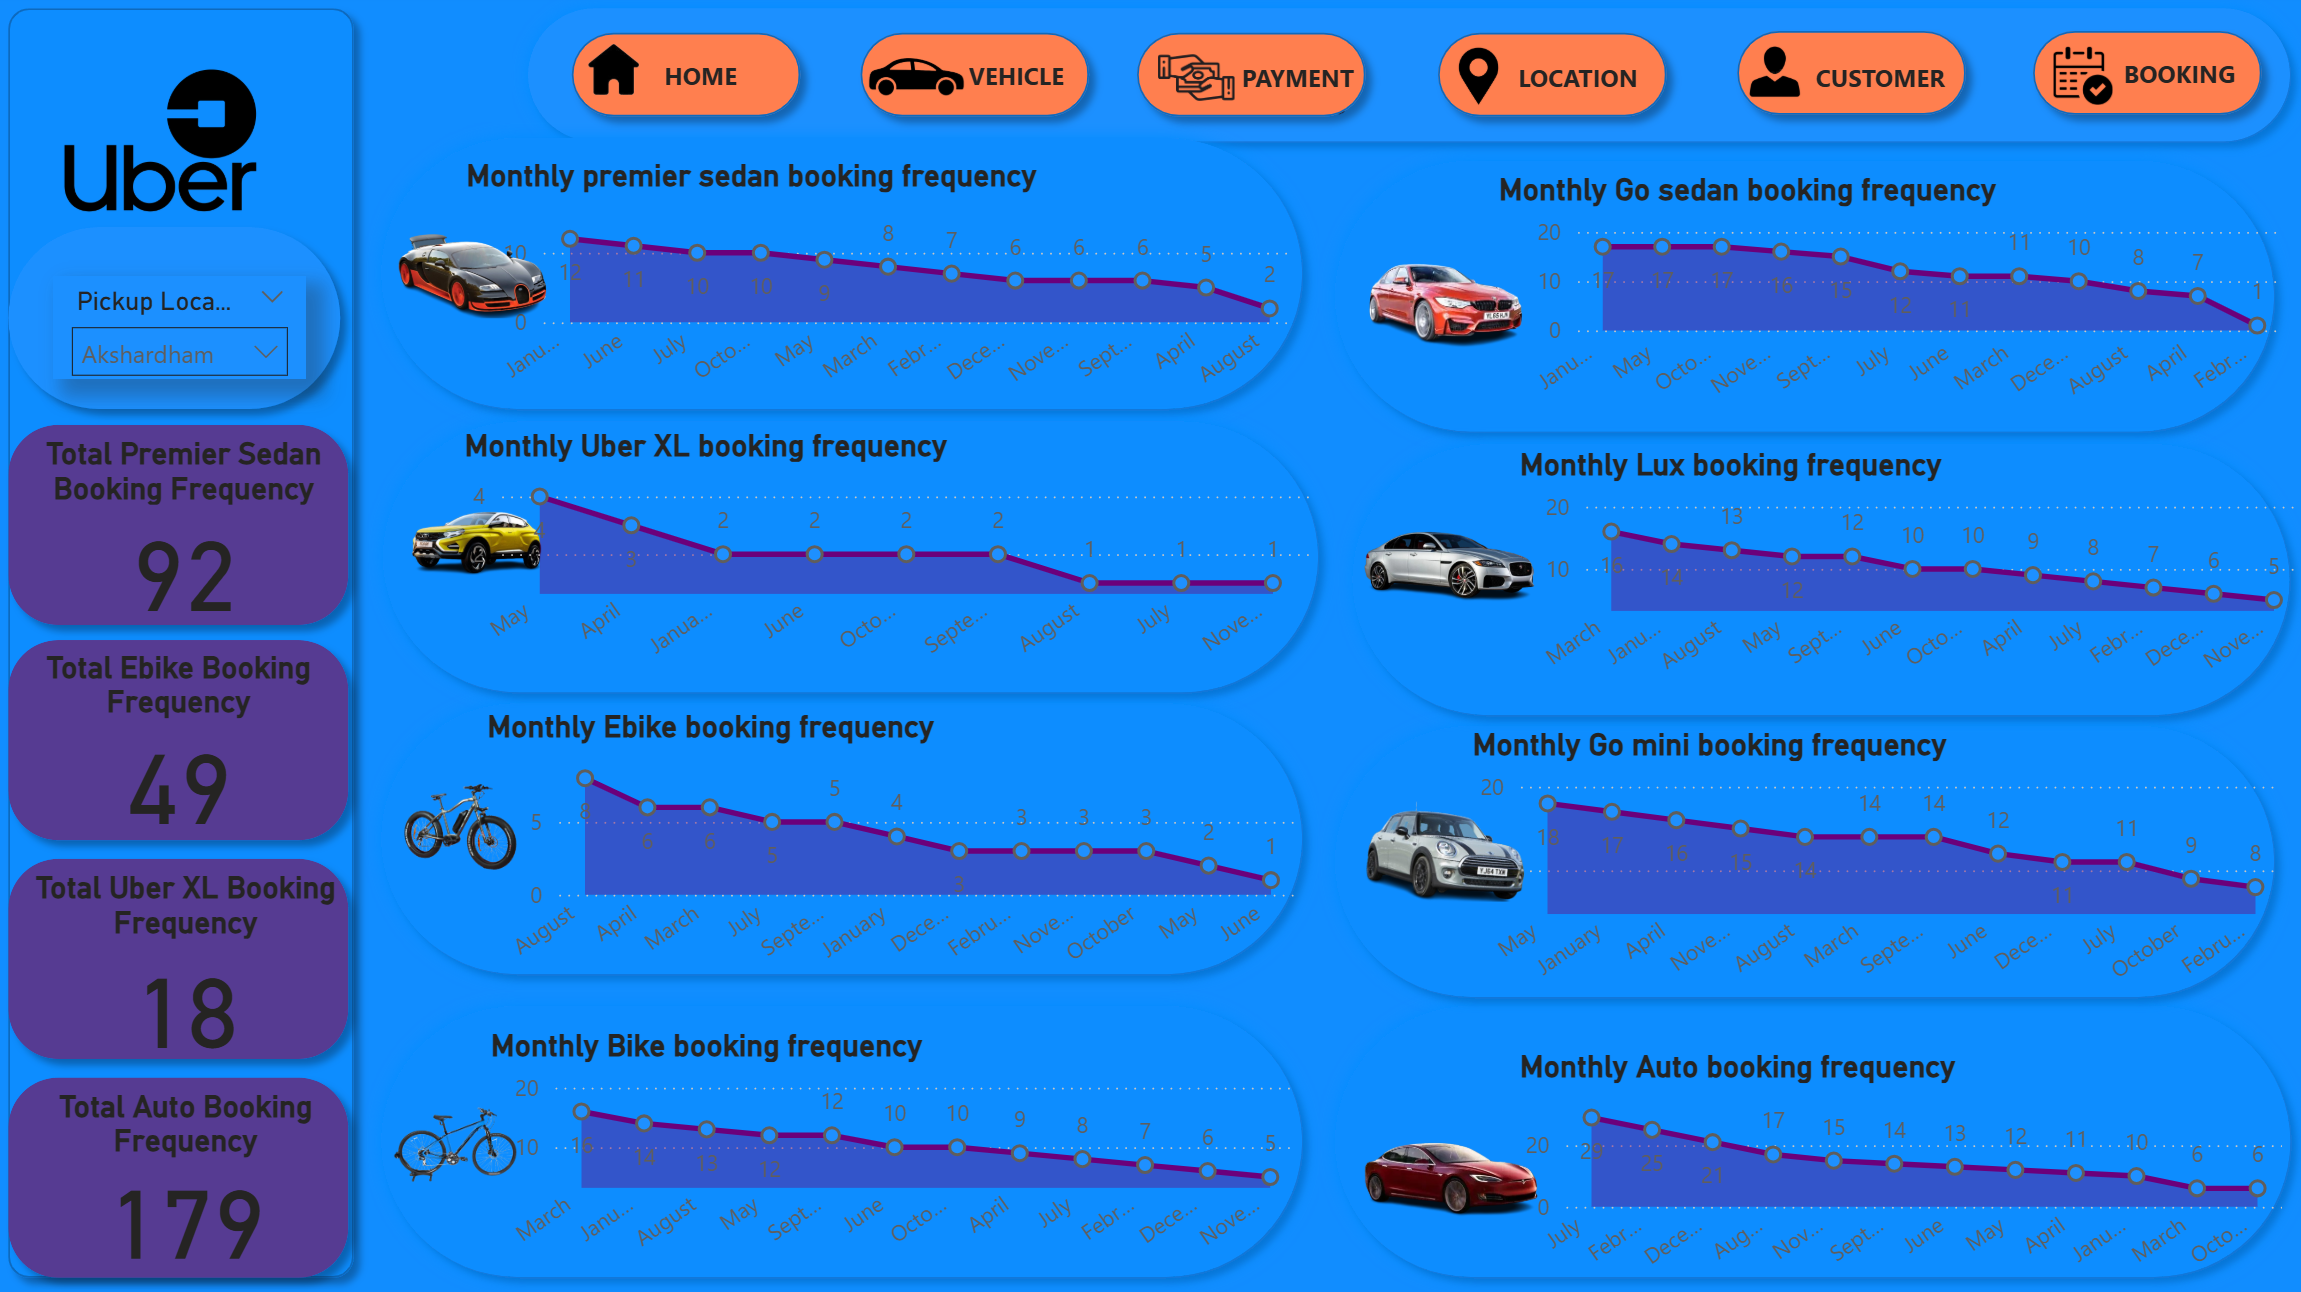 HOME
VEHICLE
PAYMENT
LOCATION
CUSTOMER
BOOKING
Uber
Pickup Loca...
Akshardham
Total Premier Sedan
Booking Frequency
92
Total Ebike Booking
Frequency
49
Total Uber XL Booking
Frequency
18
Total Auto Booking
Frequency
179
Monthly premier sedan booking frequency
10
0
12 11 10 10 9 8 7 6 6 6 5 2
Janu... June July Octo... May March Febr... Dece... Nove... Sept... April August
Monthly Go sedan booking frequency
20
10
0
17 17 17 16 15 12 11 11 10 8 7 1
Janu... May Octo... Nove... Sept... July June March Dece... August April Febr...
Monthly Uber XL booking frequency
4
3 2 2 2 2 1 1 1
May April Janua... June Octo... Septe... August July Nove...
Monthly Lux booking frequency
20
10
16 14 13 12 12 10 10 9 8 7 6 5
March Janu... August May Sept... June Octo... April July Febr... Dece... Nove...
Monthly Ebike booking frequency
5
0
8 6 6 5 5 4 3 3 3 3 2 1
August April March July Septe... January Dece... Febru... Nove... October May June
Monthly Go mini booking frequency
20
18 17 16 15 14 14 14 12 11 11 9 8
May January April Nove... August March Septe... June Dece... July October Febru...
Monthly Bike booking frequency
20
10
16 14 13 12 12 10 10 9 8 7 6 5
March Janu... August May Sept... June Octo... April July Febr... Dece... Nove...
Monthly Auto booking frequency
20
0
29 25 21 17 15 14 13 12 11 10 6 6
July Febr... Dece... Aug... Nov... Sept... June May April Janu... March Octo...